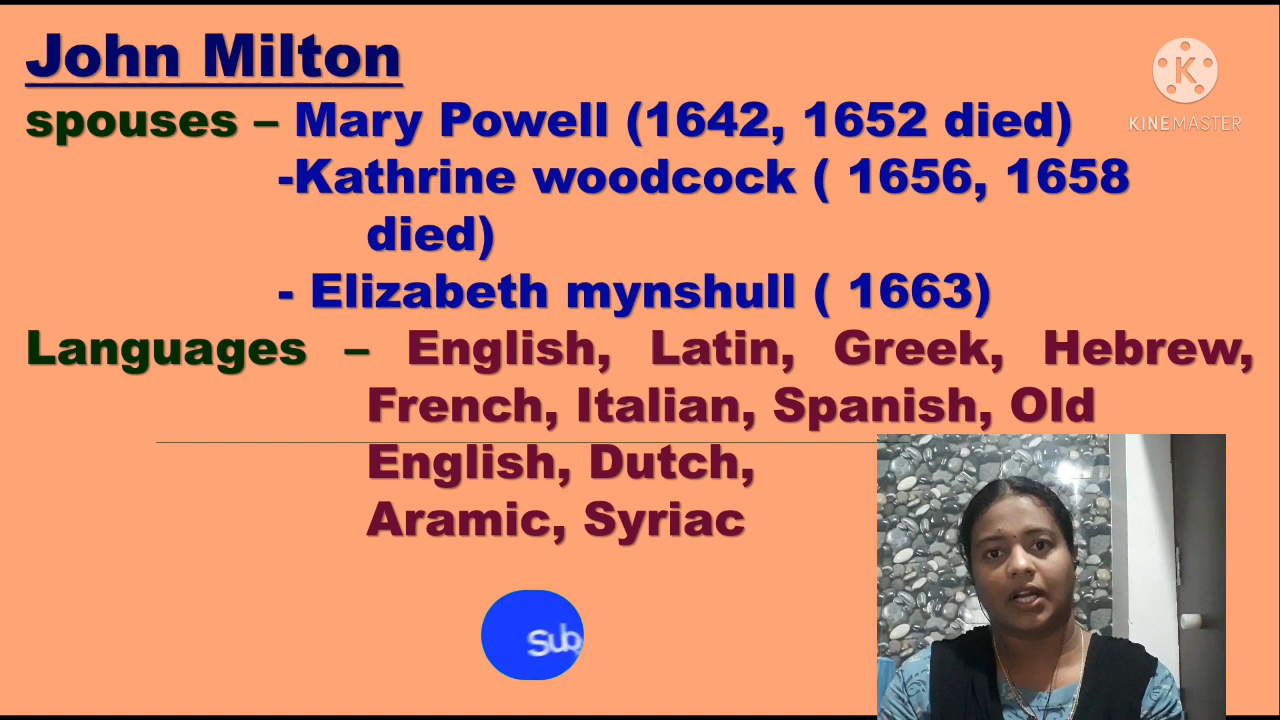 John Milton
spouses – Mary Powell (1642, 1652 died)
-Kathrine woodcock ( 1656, 1658
died)
- Elizabeth mynshull ( 1663)
Languages – English, Latin, Greek, Hebrew,
French, Italian, Spanish, Old
English, Dutch,
Aramic, Syriac
K
KINEMASTER
Sub